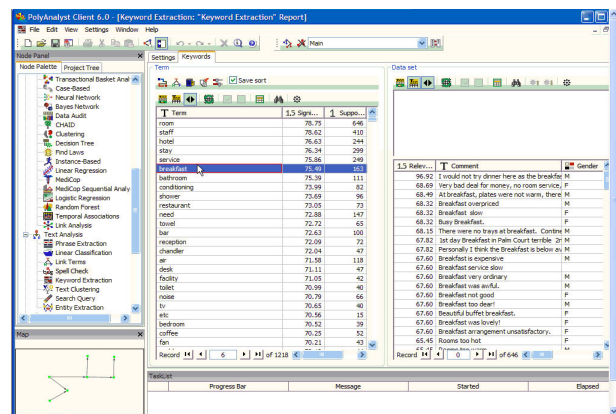 PolyAnalyst Client 6.0 - [Keyword Extraction: "Keyword Extraction" Report]
File Edit View Settings Window Help
Main
Node Panel
Node Palette Project Tree
Transactional Basket Anal
Case-Based
Neural Network
Bayes Network
Data Audit
CHAID
Clustering
Decision Tree
Find Laws
Instance-Based
Linear Regression
MediCop
MediCop Sequential Analy
Logistic Regression
Random Forest
Temporal Associations
Link Analysis
Text Analysis
Phrase Extraction
Linear Classification
Link Terms
Spell Check
Keyword Extraction
Text Clustering
Search Query
Entity Extraction
Map
Settings Keywords
Term
Save sort
Term 1.5 Signi... 1 Suppo...
room 78.75 646
staff 78.62 410
hotel 76.63 244
stay 76.34 299
service 75.86 249
breakfast 75.49 163
bathroom 75.39 111
conditioning 73.99 82
shower 73.69 96
restaurant 73.05 73
need 72.88 147
towel 72.72 65
bar 72.63 100
reception 72.09 72
chandler 72.04 47
air 71.58 118
desk 71.11 47
facility 71.05 42
toilet 70.99 40
noise 70.79 66
tv 70.65 40
etc 70.56 15
bedroom 70.52 39
coffee 70.25 52
fan 70.21 43
Record 6 of 1218
Data set
1.5 Relev... Comment Gender
96.92 I would not try dinner here as the breakfas M
68.69 Very bad deal for money, no room service, F
68.49 At breakfast, plates were not warm, there M
68.32 Breakfast overpriced M
68.32 Breakfast slow F
68.32 Busy Breakfast. F
68.15 There were no trays at breakfast. Contine M
67.82 1st day Breakfast in Palm Court terrible 2n M
67.82 Personally I think the Breakfast is below av M
67.60 Breakfast is expensive M
67.60 Breakfast service slow
67.60 Breakfast very ordinary M
67.60 Breakfast was awful. M
67.60 Breakfast not good F
67.60 Breakfast too dear! M
67.60 Beautiful buffet breakfast. F
67.60 Breakfast was lovely! F
67.60 Breakfast arrangement unsatisfactory. F
65.45 Rooms too hot F
Record 0 of 646
TaskList
Progress Bar Message Started Elapsed